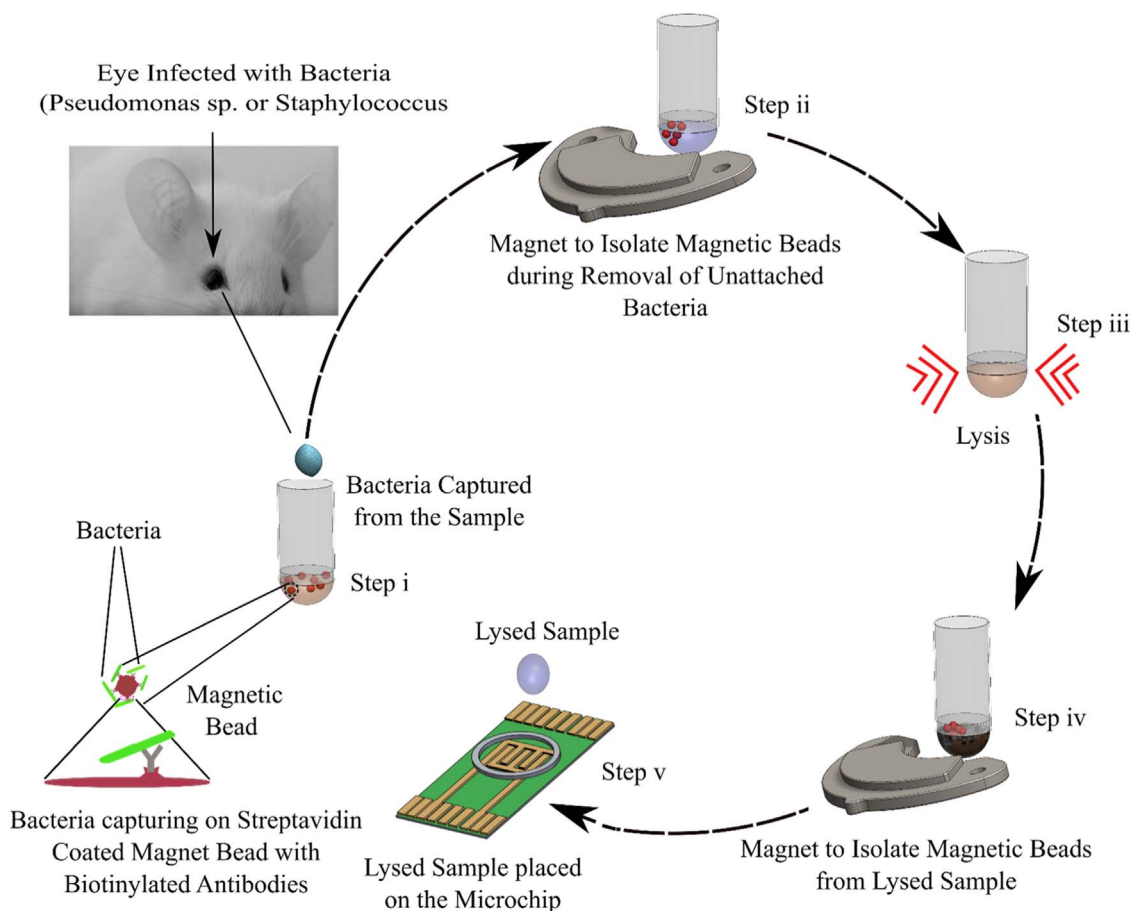 Eye Infected with Bacteria
(Pseudomonas sp. or Staphylococcus
Step ii
Magnet to Isolate Magnetic Beads
during Removal of Unattached
Bacteria
Step iii
Lysis
Bacteria Captured
from the Sample
Step i
Bacteria
Magnetic
Bead
Bacteria capturing on Streptavidin
Coated Magnet Bead with
Biotinylated Antibodies
Lysed Sample
Step v
Lysed Sample placed
on the Microchip
Step iv
Magnet to Isolate Magnetic Beads
from Lysed Sample